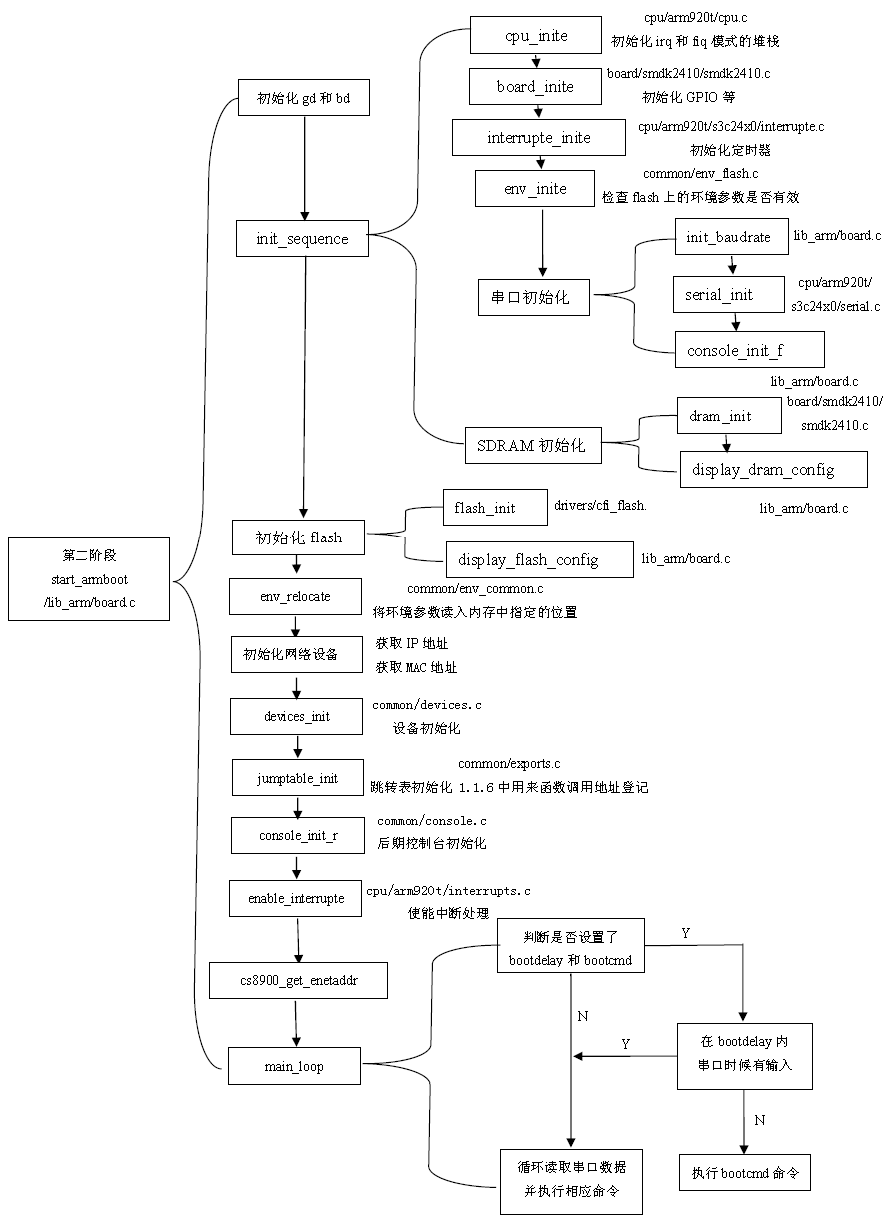 cpu/arm920t/cpu.c
cpu_inite
初始化 irq 和 fiq 模式的堆栈
board_inite
board/smdk2410/smdk2410.c
初始化 GPIO 等
初始化 gd 和 bd
interrupte_inite
cpu/arm920t/s3c24x0/interrupte.c
初始化定时器
env_inite
common/env_flash.c
检查 flash 上的环境参数是否有效
init_sequence
init_baudrate
lib_arm/board.c
串口初始化
serial_init
cpu/arm920t/
s3c24x0/serial.c
console_init_f
lib_arm/board.c
SDRAM 初始化
dram_init
board/smdk2410/
smdk2410.c
display_dram_config
lib_arm/board.c
初始化 flash
flash_init
drivers/cfi_flash.
display_flash_config
lib_arm/board.c
第二阶段
start_armboot
/lib_arm/board.c
env_relocate
common/env_common.c
将环境参数读入内存中指定的位置
初始化网络设备
获取 IP 地址
获取 MAC 地址
devices_init
common/devices.c
设备初始化
jumptable_init
common/exports.c
跳转表初始化 1.1.6 中用来函数调用地址登记
console_init_r
common/console.c
后期控制台初始化
enable_interrupte
cpu/arm920t/interrupts.c
使能中断处理
cs8900_get_enetaddr
main_loop
判断是否设置了
bootdelay 和 bootcmd
Y
N
在 bootdelay 内
串口时候有输入
Y
N
循环读取串口数据
并执行相应命令
执行 bootcmd 命令